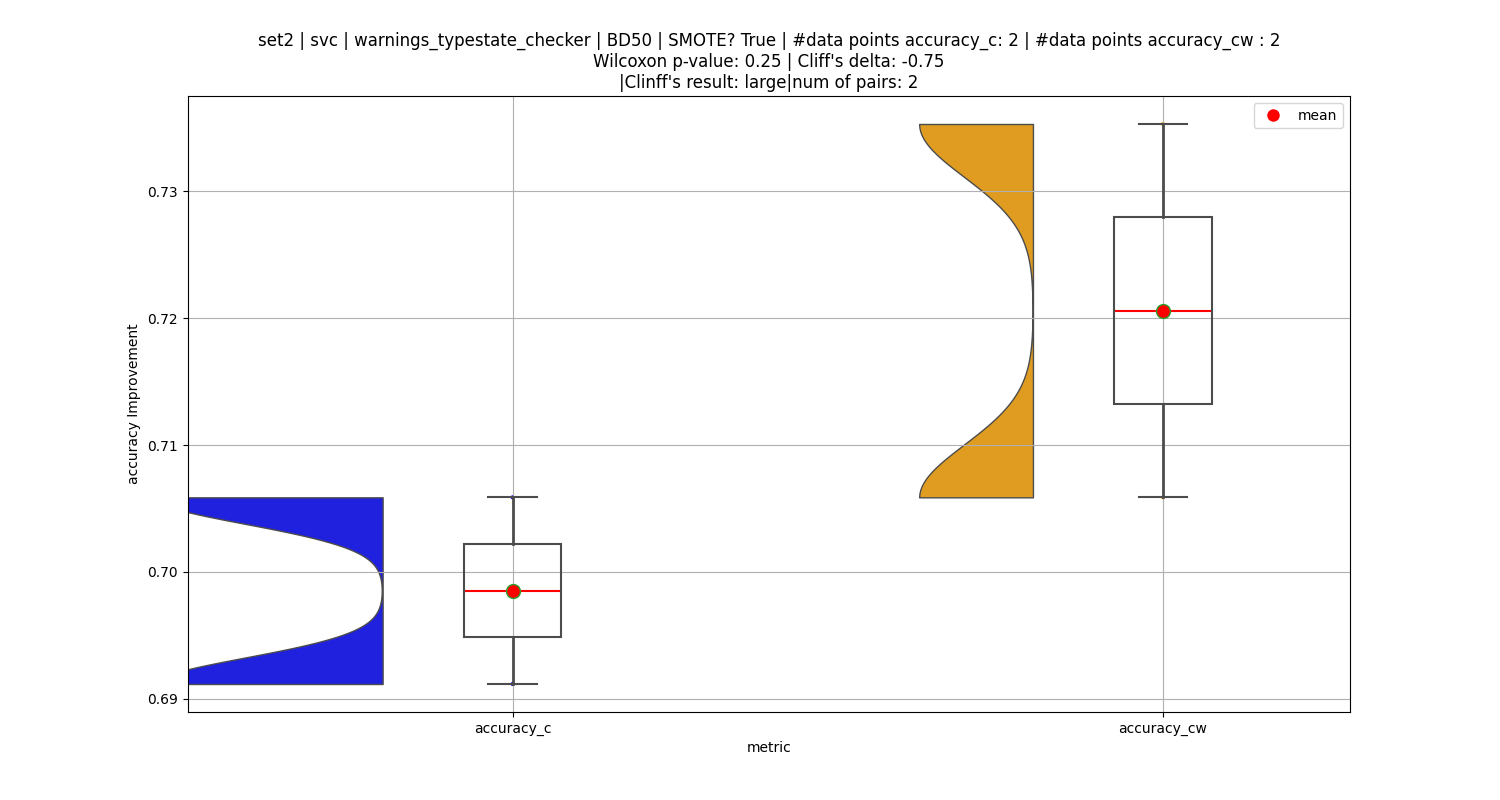 set2 | svc | warnings_typestate_checker | BD50 | SMOTE? True | #data points accuracy_c: 2 | #data points accuracy_cw : 2
Wilcoxon p-value: 0.25 | Cliff's delta: -0.75
|Clinff's result: large|num of pairs: 2
mean
0.73
0.72
0.71
0.70
0.69
accuracy Improvement
accuracy_c
accuracy_cw
metric